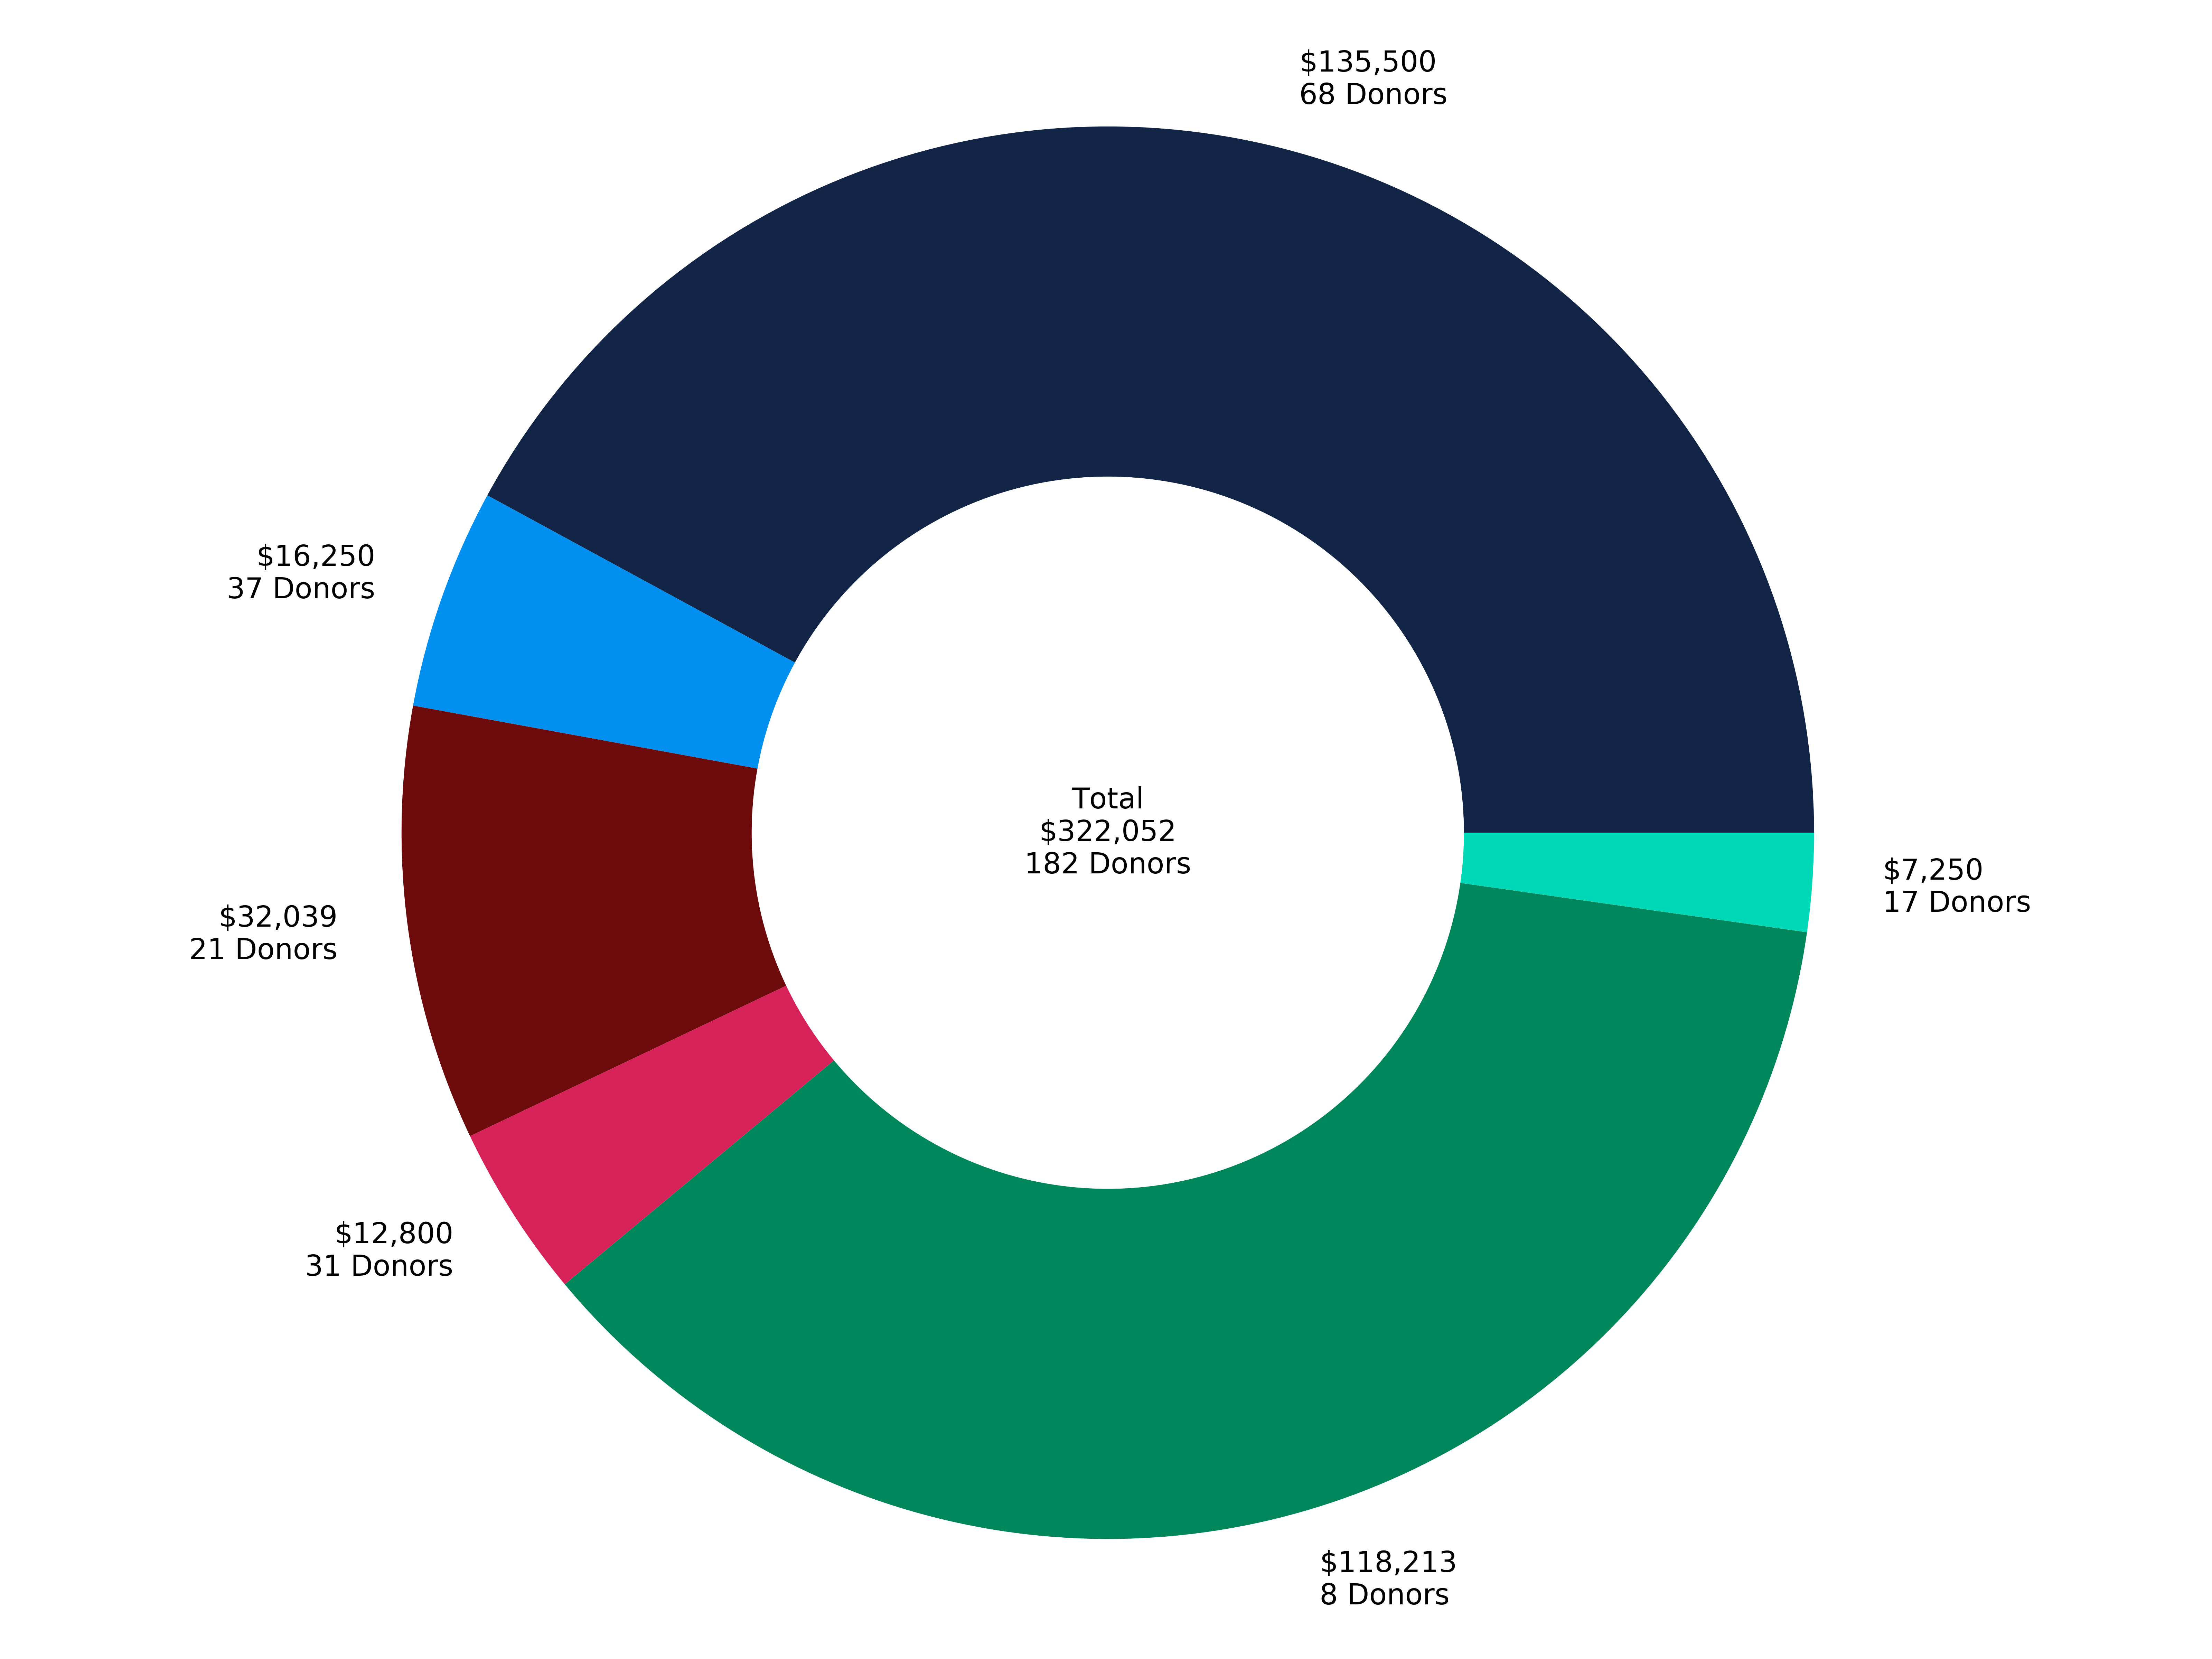 $135,500
68 Donors
$16,250
37 Donors
Total
$322,052
182 Donors
$7,250
17 Donors
$32,039
21 Donors
$12,800
31 Donors
$118,213
8 Donors